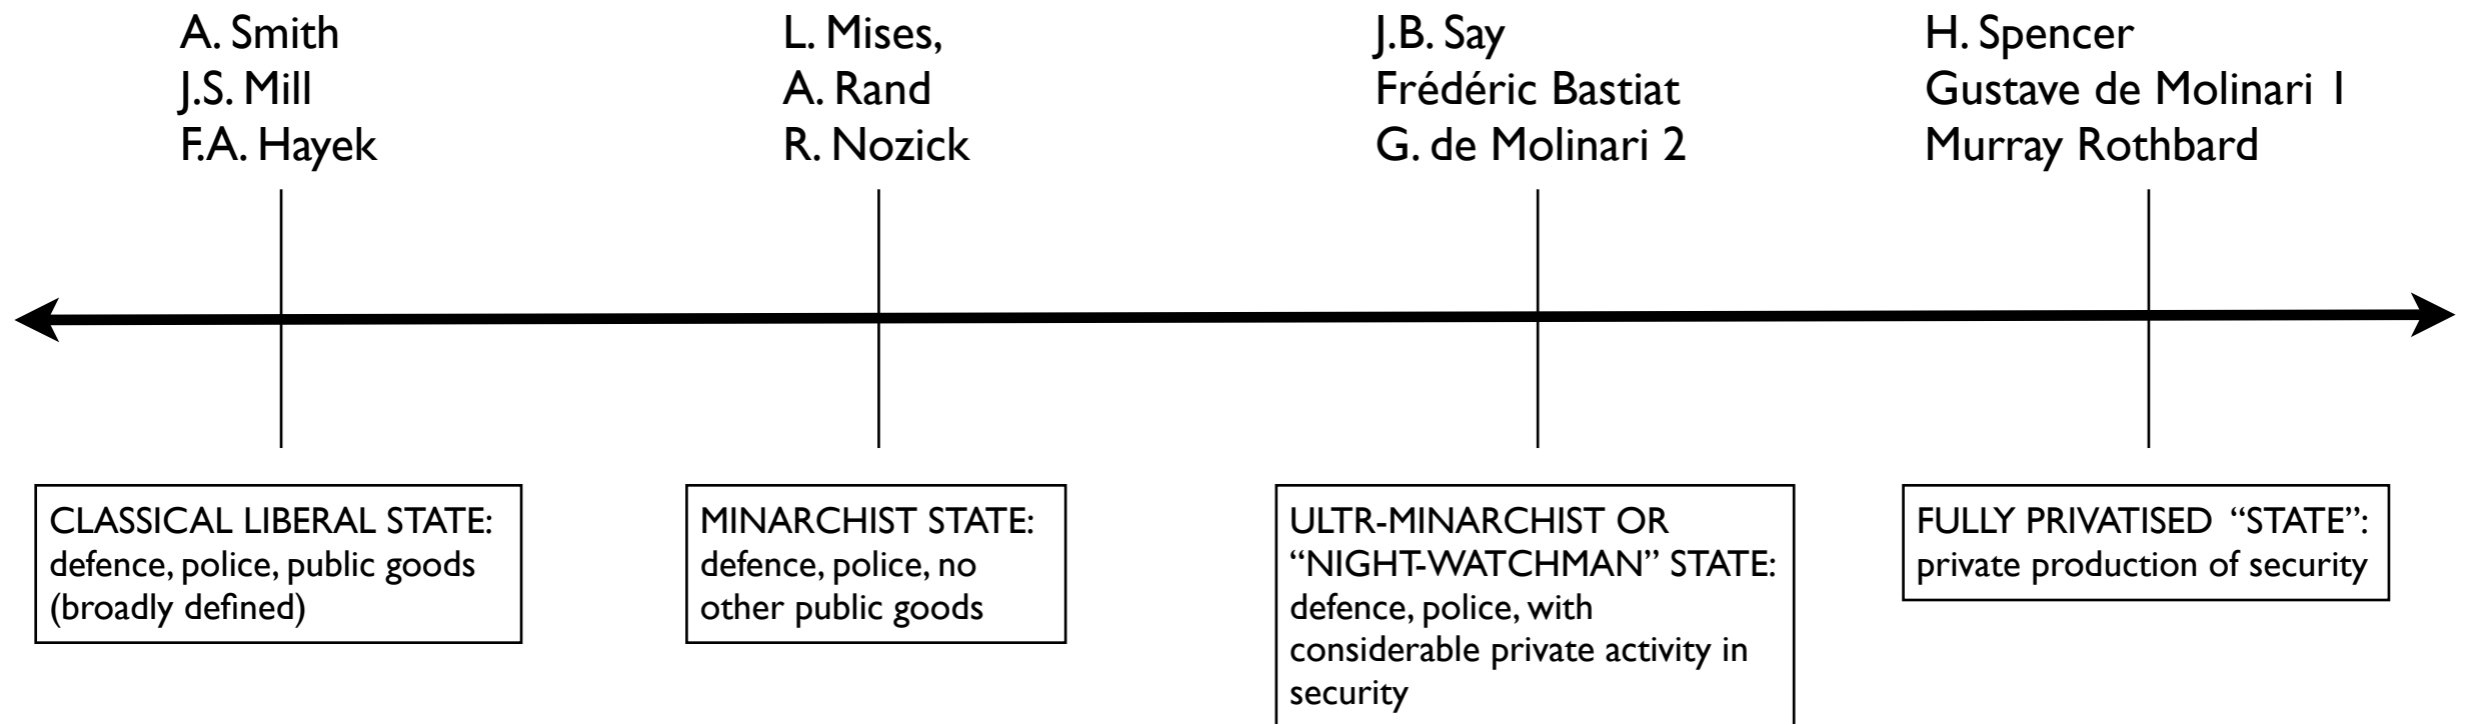 A. Smith
J.S. Mill
F.A. Hayek
L. Mises,
A. Rand
R. Nozick
J.B. Say
Frédéric Bastiat
G. de Molinari 2
H. Spencer
Gustave de Molinari 1
Murray Rothbard
CLASSICAL LIBERAL STATE:
defence, police, public goods
(broadly defined)
MINARCHIST STATE:
defence, police, no
other public goods
ULTR-MINARCHIST OR
“NIGHT-WATCHMAN” STATE:
defence, police, with
considerable private activity in
security
FULLY PRIVATISED “STATE”:
private production of security